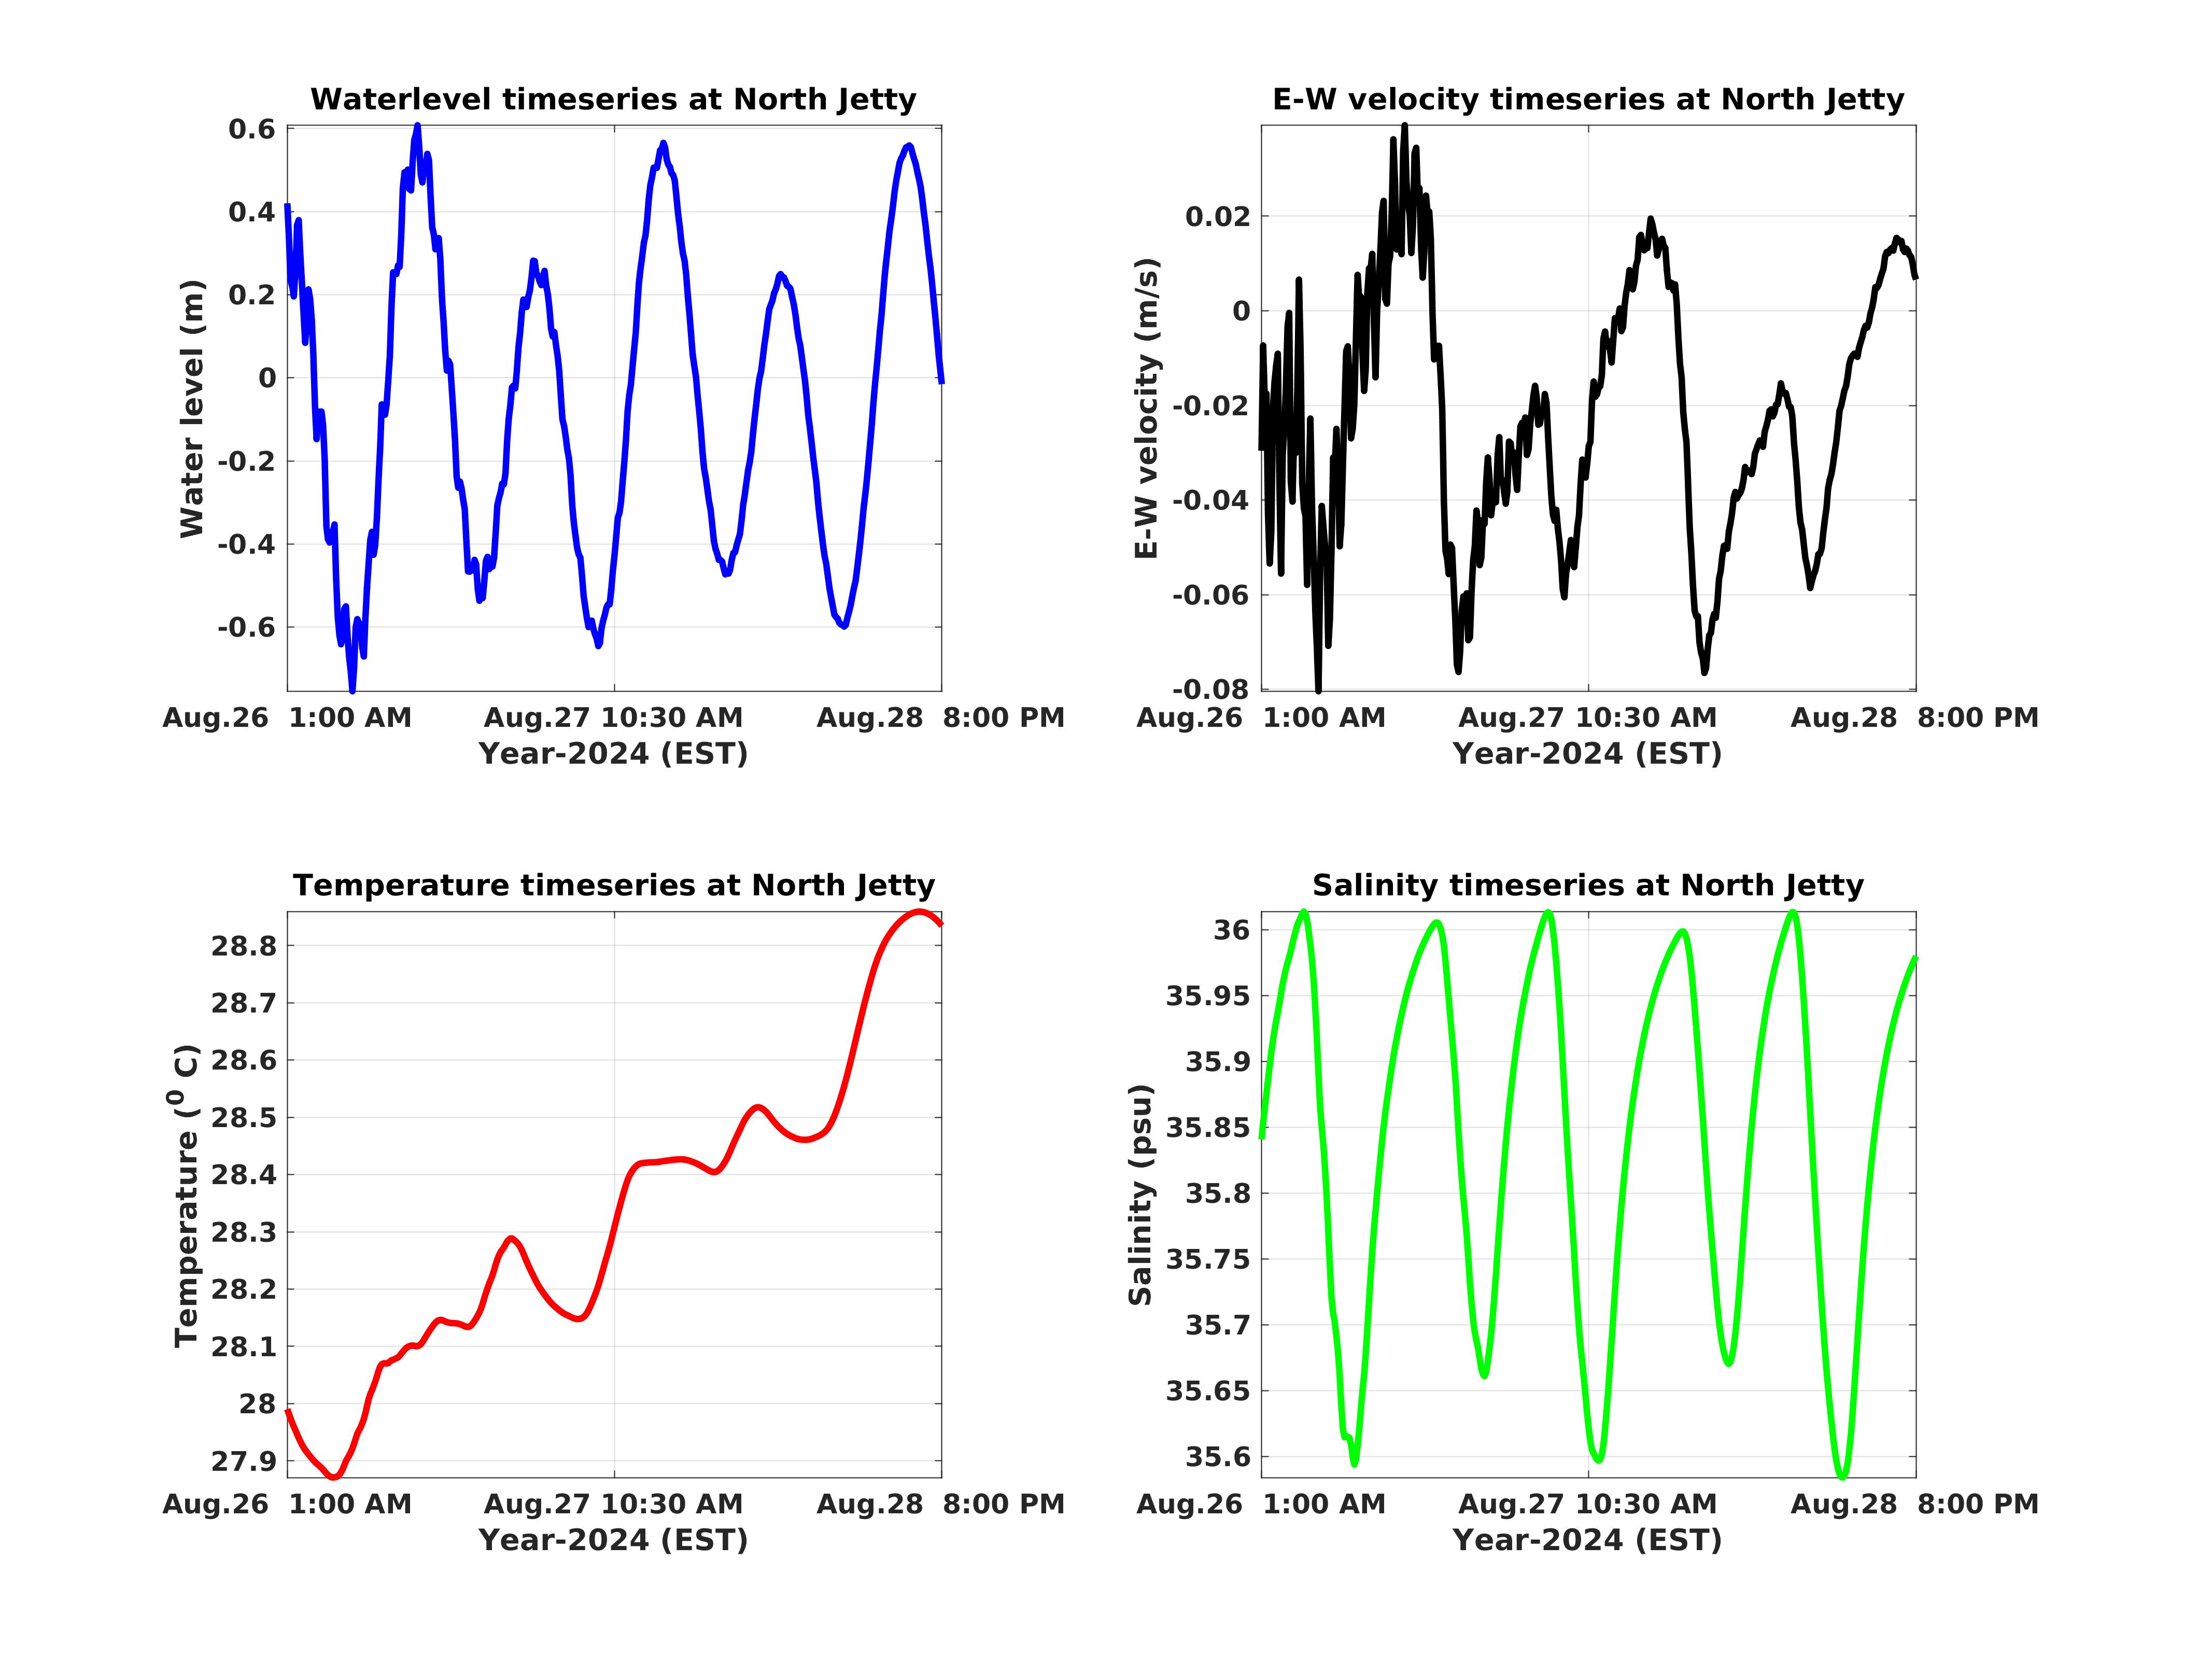 Waterlevel timeseries at North Jetty
0.6
0.4
0.2
0
-0.2
-0.4
-0.6
Water level (m)
Aug.26 1:00 AM
Aug.27 10:30 AM
Aug.28 8:00 PM
Year-2024 (EST)
E-W velocity timeseries at North Jetty
0.02
0
-0.02
-0.04
-0.06
-0.08
E-W velocity (m/s)
Aug.26 1:00 AM
Aug.27 10:30 AM
Aug.28 8:00 PM
Year-2024 (EST)
Temperature timeseries at North Jetty
28.8
28.7
28.6
28.5
28.4
28.3
28.2
28.1
28
27.9
Temperature (⁰ C)
Aug.26 1:00 AM
Aug.27 10:30 AM
Aug.28 8:00 PM
Year-2024 (EST)
Salinity timeseries at North Jetty
36
35.95
35.9
35.85
35.8
35.75
35.7
35.65
35.6
Salinity (psu)
Aug.26 1:00 AM
Aug.27 10:30 AM
Aug.28 8:00 PM
Year-2024 (EST)